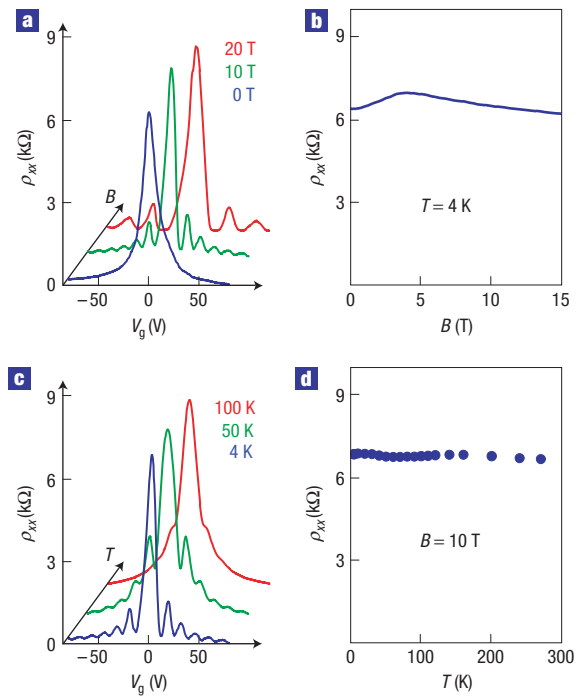 a
20 T
10 T
0 T
9
6
3
0
ρxx (kΩ)
B
−50
0
50
Vg (V)
b
9
6
3
0
ρxx (kΩ)
T = 4 K
0
5
10
15
B (T)
c
100 K
50 K
4 K
9
6
3
0
ρxx (kΩ)
T
−50
0
50
Vg (V)
d
9
6
3
ρxx (kΩ)
B = 10 T
0
100
200
300
T (K)